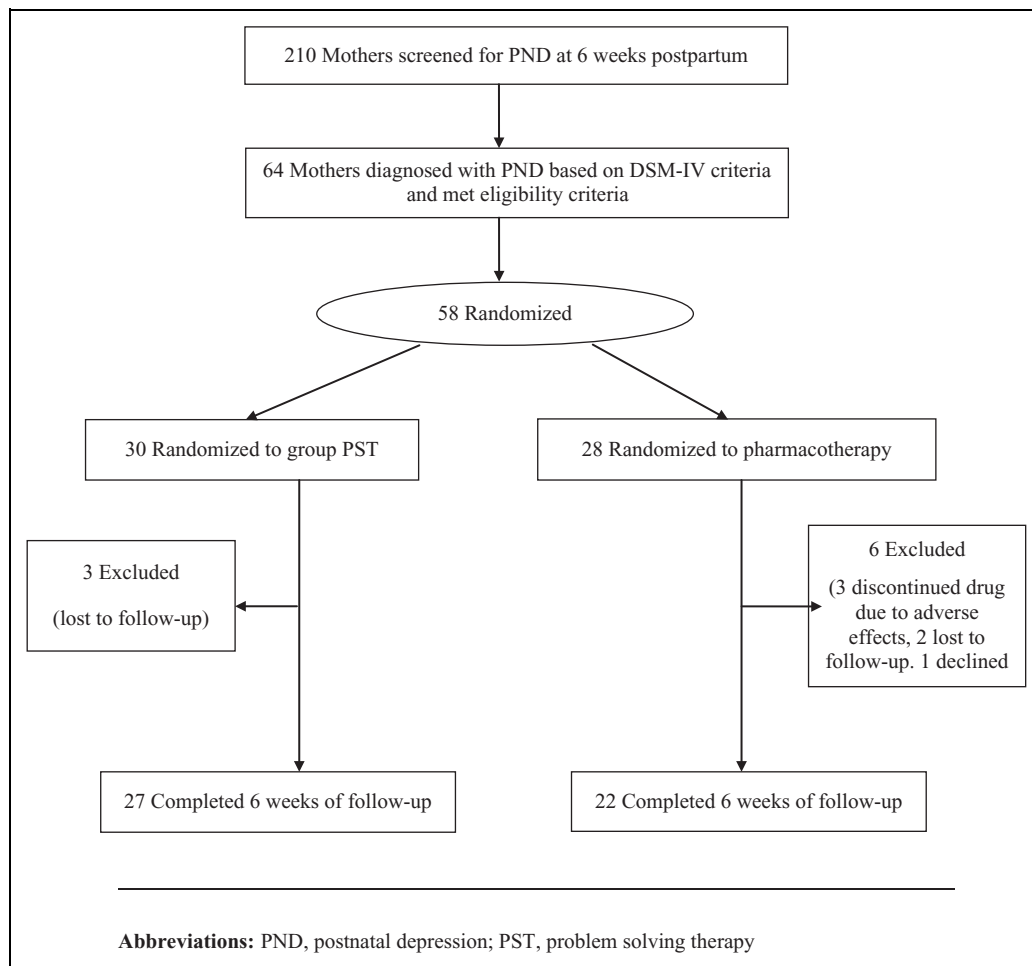 210 Mothers screened for PND at 6 weeks postpartum
64 Mothers diagnosed with PND based on DSM-IV criteria
and met eligibility criteria
58 Randomized
30 Randomized to group PST
28 Randomized to pharmacotherapy
3 Excluded
(lost to follow-up)
6 Excluded
(3 discontinued drug
due to adverse
effects, 2 lost to
follow-up. 1 declined
27 Completed 6 weeks of follow-up
22 Completed 6 weeks of follow-up
Abbreviations: PND, postnatal depression; PST, problem solving therapy